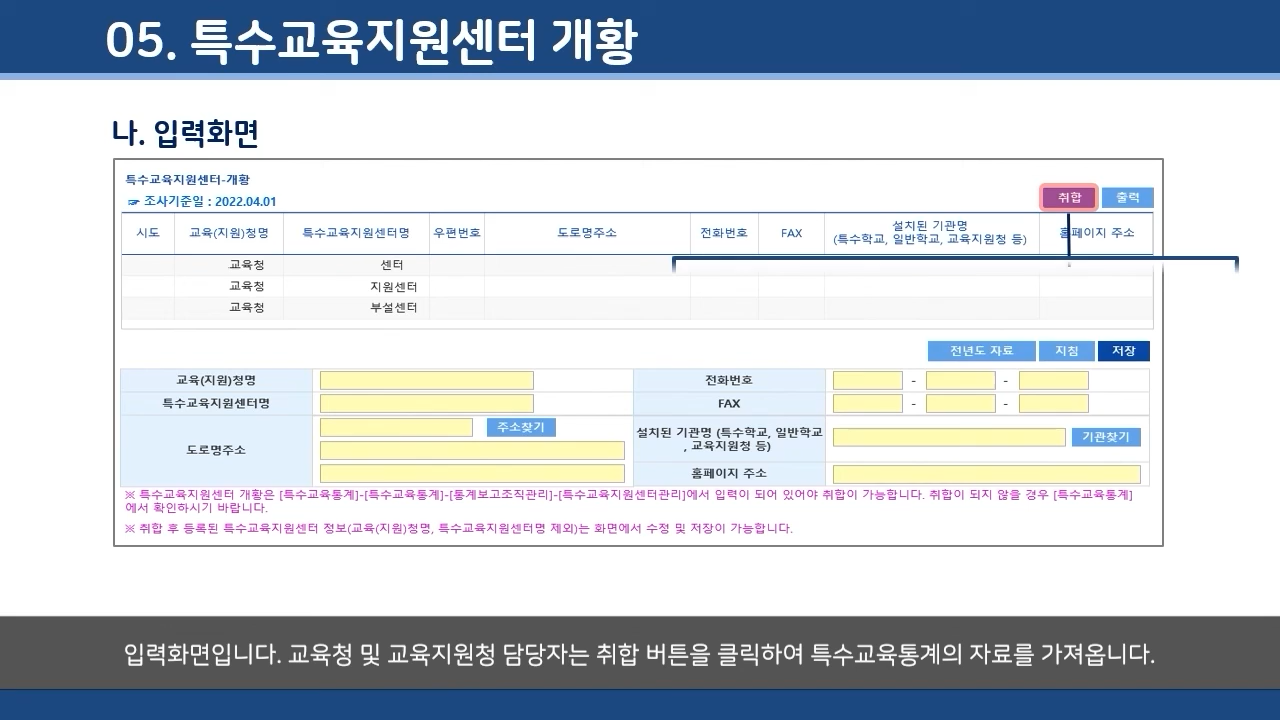 05. 특수교육지원센터 개황
나. 입력화면
특수교육지원센터-개황
☞ 조사기준일 : 2022.04.01
취합 출력
시도 교육(지원)청명 특수교육지원센터명 우편번호 도로명주소 전화번호 FAX 설치된 기관명 홈페이지 주소
(특수학교, 일반학교, 교육지원청 등)
교육청 센터
교육청 지원센터
교육청 부설센터
전년도 자료 지침 저장
교육(지원)청명 전화번호 - -
특수교육지원센터명 FAX - -
주소찾기
설치된 기관명 (특수학교, 일반학교
, 교육지원청 등) 기관찾기
도로명주소
홈페이지 주소
※ 특수교육지원센터 개황은 [특수교육통계]-[특수교육통계]-[통계보고조직관리]-[특수교육지원센터관리]에서 입력이 되어 있어야 취합이 가능합니다. 취합이 되지 않을 경우 [특수교육통계]
에서 확인하시기 바랍니다.
※ 취합 후 등록된 특수교육지원센터 정보(교육(지원)청명, 특수교육지원센터명 제외)는 화면에서 수정 및 저장이 가능합니다.
입력화면입니다. 교육청 및 교육지원청 담당자는 취합 버튼을 클릭하여 특수교육통계의 자료를 가져옵니다.